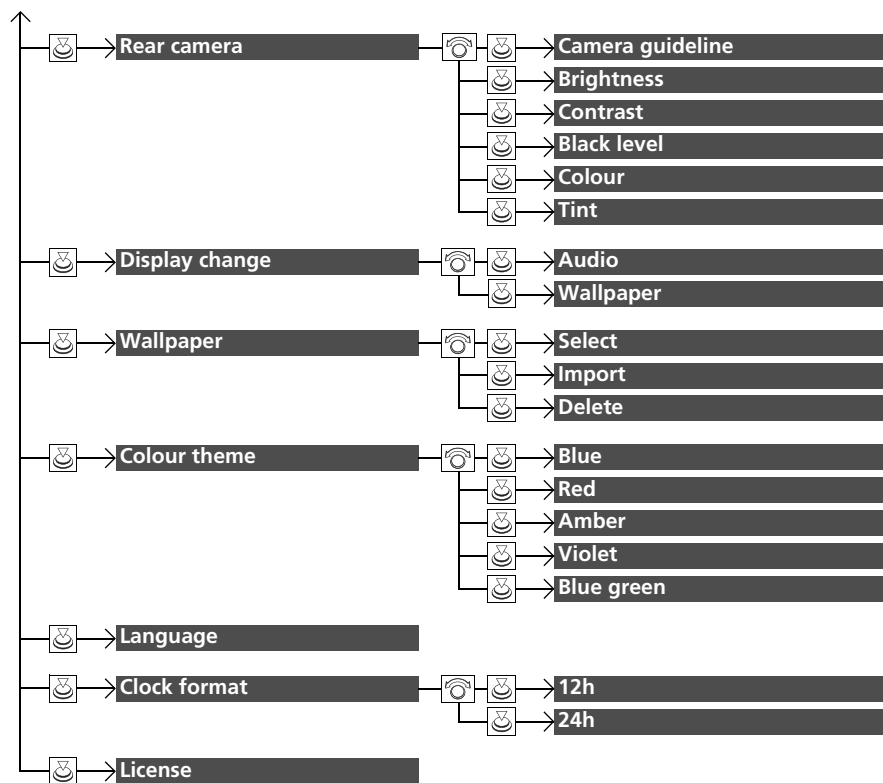 Rear camera
Camera guideline
Brightness
Contrast
Black level
Colour
Tint
Display change
Audio
Wallpaper
Wallpaper
Select
Import
Delete
Colour theme
Blue
Red
Amber
Violet
Blue green
Language
Clock format
12h
24h
License